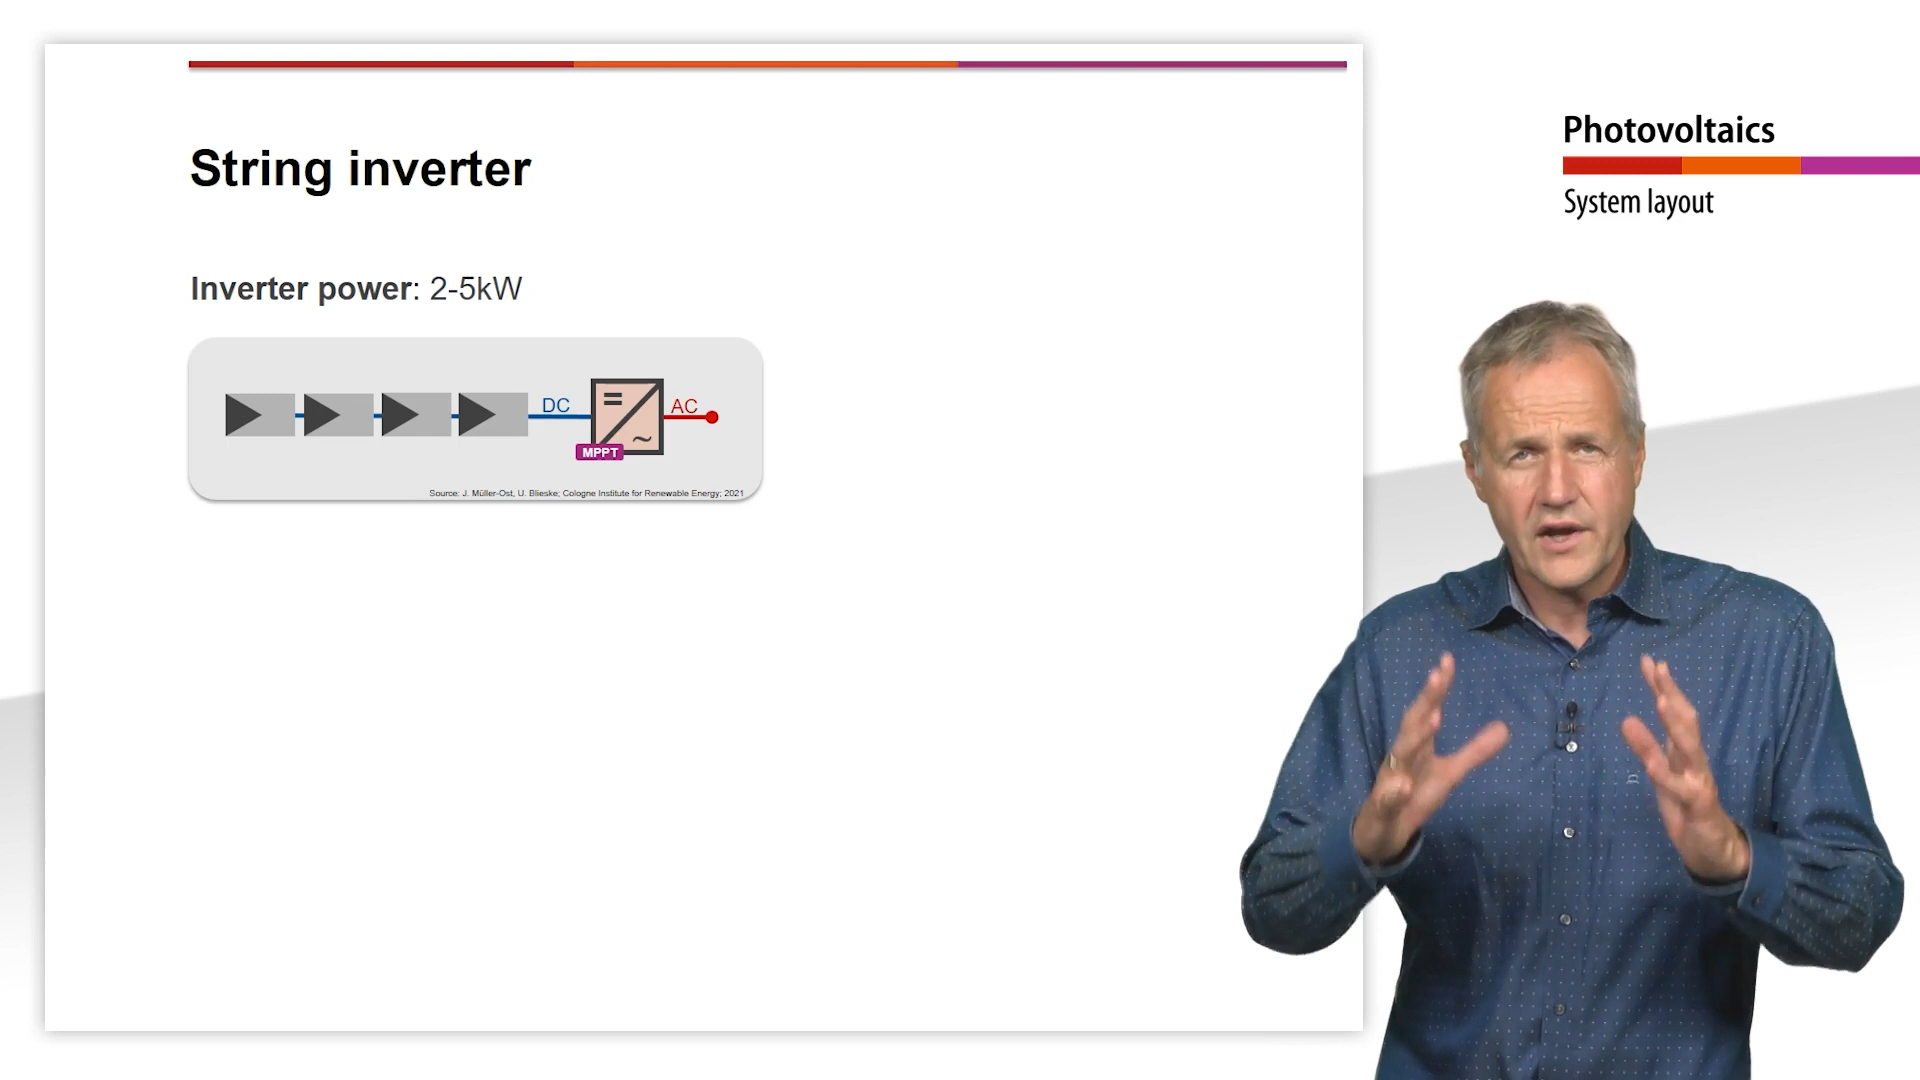 String inverter
Inverter power: 2-5kW
DC
AC
MPPT
Source: J. Müller-Ost, U. Blieske; Cologne Institute for Renewable Energy; 2021
Photovoltaics
System layout